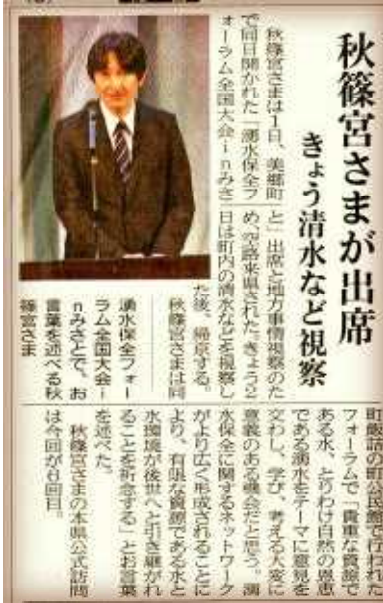 秋篠宮さまが出席
きょう清水など視察
秋篠宮さまは1日、美郷町
で同日開かれた「湧水保全フ
ォーラム全国大会inみさ
と」出席と地方事情視察のた
め、空路来県された。きょう2
日は町内の清水などを視察し
た後、帰京する。
秋篠宮さまは同
町飯詰の町公民館で行われた
フォーラムで「貴重な資源で
ある水、とりわけ自然の恩恵
である湧水をテーマに意見を
交わし、学び、考える大変に
意義のある機会だと思う。湧
水保全に関するネットワーク
がより広く形成されることに
より、有限な資源である水と
水環境が後世へと引き継がれ
ることを祈念する」とお言葉
を述べた。
秋篠宮さまの本県公式訪問
は今回が6回目。
湧水保全フォー
ラム全国大会i
nみさとで、お
言葉を述べる秋
篠宮さま